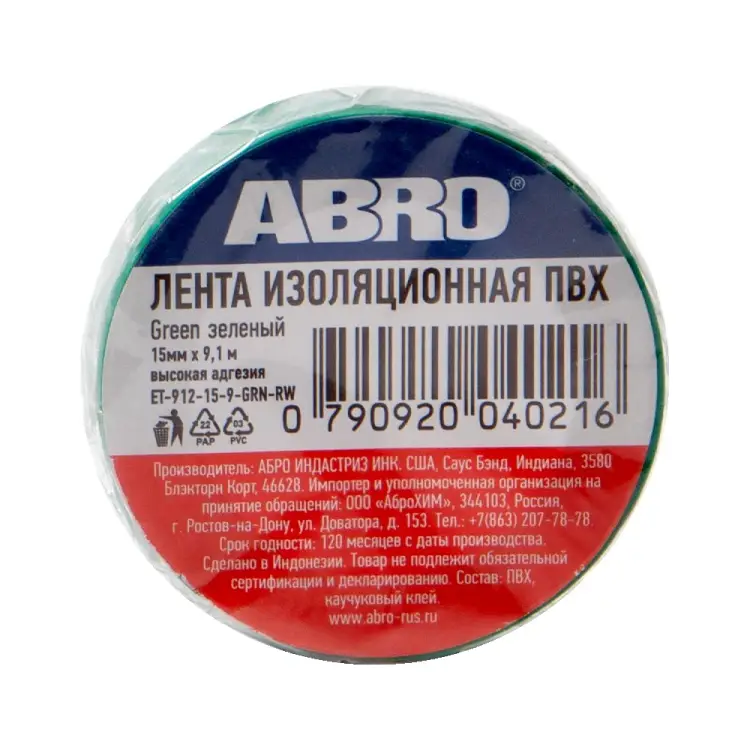 ABRO®
ЛЕНТА ИЗОЛЯЦИОННАЯ ПВХ
Green зеленый
15мм х 9,1 м
высокая адгезия
ET-912-15-9-GRN-RW
22 PAP
03 PVC
0 790920 040216
Производитель: АБРО ИНДАСТРИЗ ИНК. США, Саус Бэнд, Индиана, 3580
Блэкторн Корт, 46628. Импортер и уполномоченная организация на
принятие обращений: ООО «АброХИМ», 344103, Россия,
г. Ростов-на-Дону, ул. Доватора, д. 153. Тел.: +7(863) 207-78-78.
Срок годности: 120 месяцев с даты производства.
Сделано в Индонезии. Товар не подлежит обязательной
сертификации и декларированию. Состав: ПВХ,
каучуковый клей.
www.abro-rus.ru